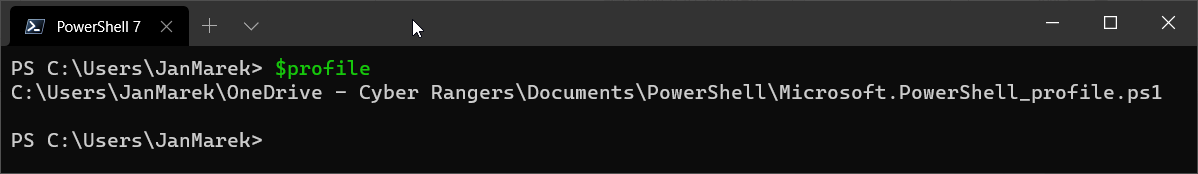 PowerShell 7
PS C:\Users\JanMarek> $profile
C:\Users\JanMarek\OneDrive - Cyber Rangers\Documents\PowerShell\Microsoft.PowerShell_profile.ps1
PS C:\Users\JanMarek>